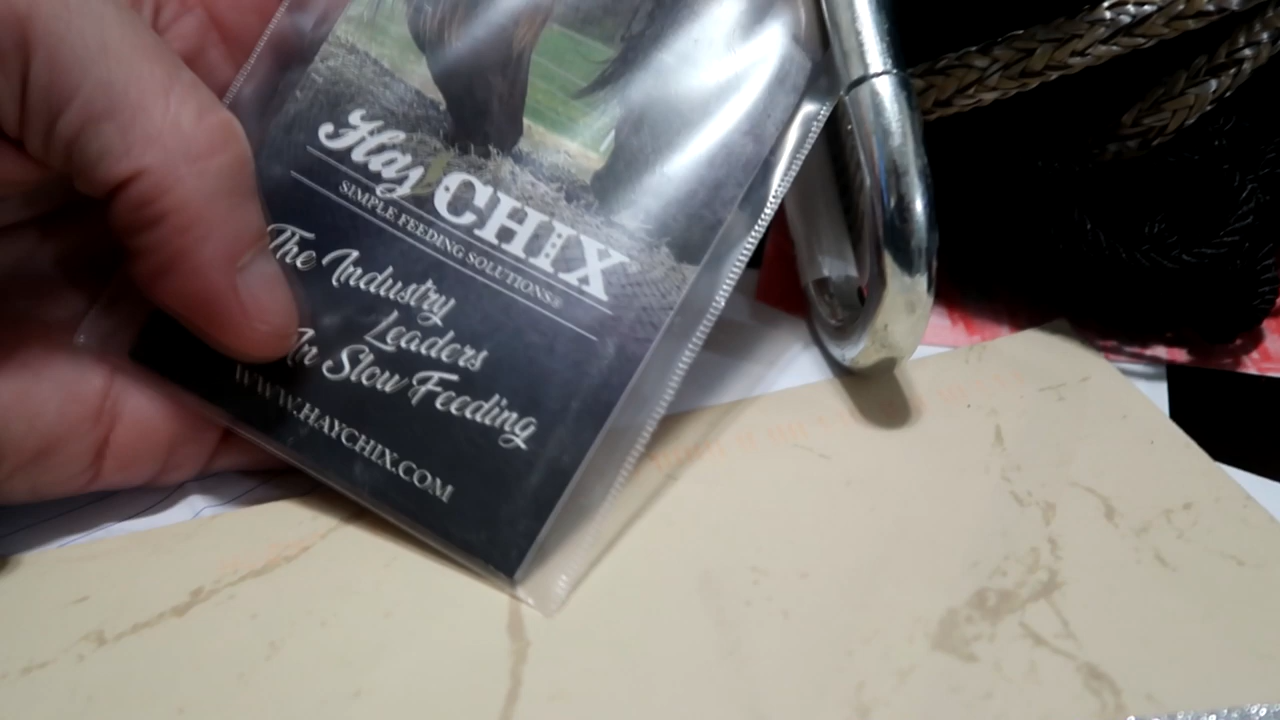 Hay CHIX
SIMPLE FEEDING SOLUTIONS®
The Industry
Leaders
In Slow Feeding
WWW.HAYCHIX.COM